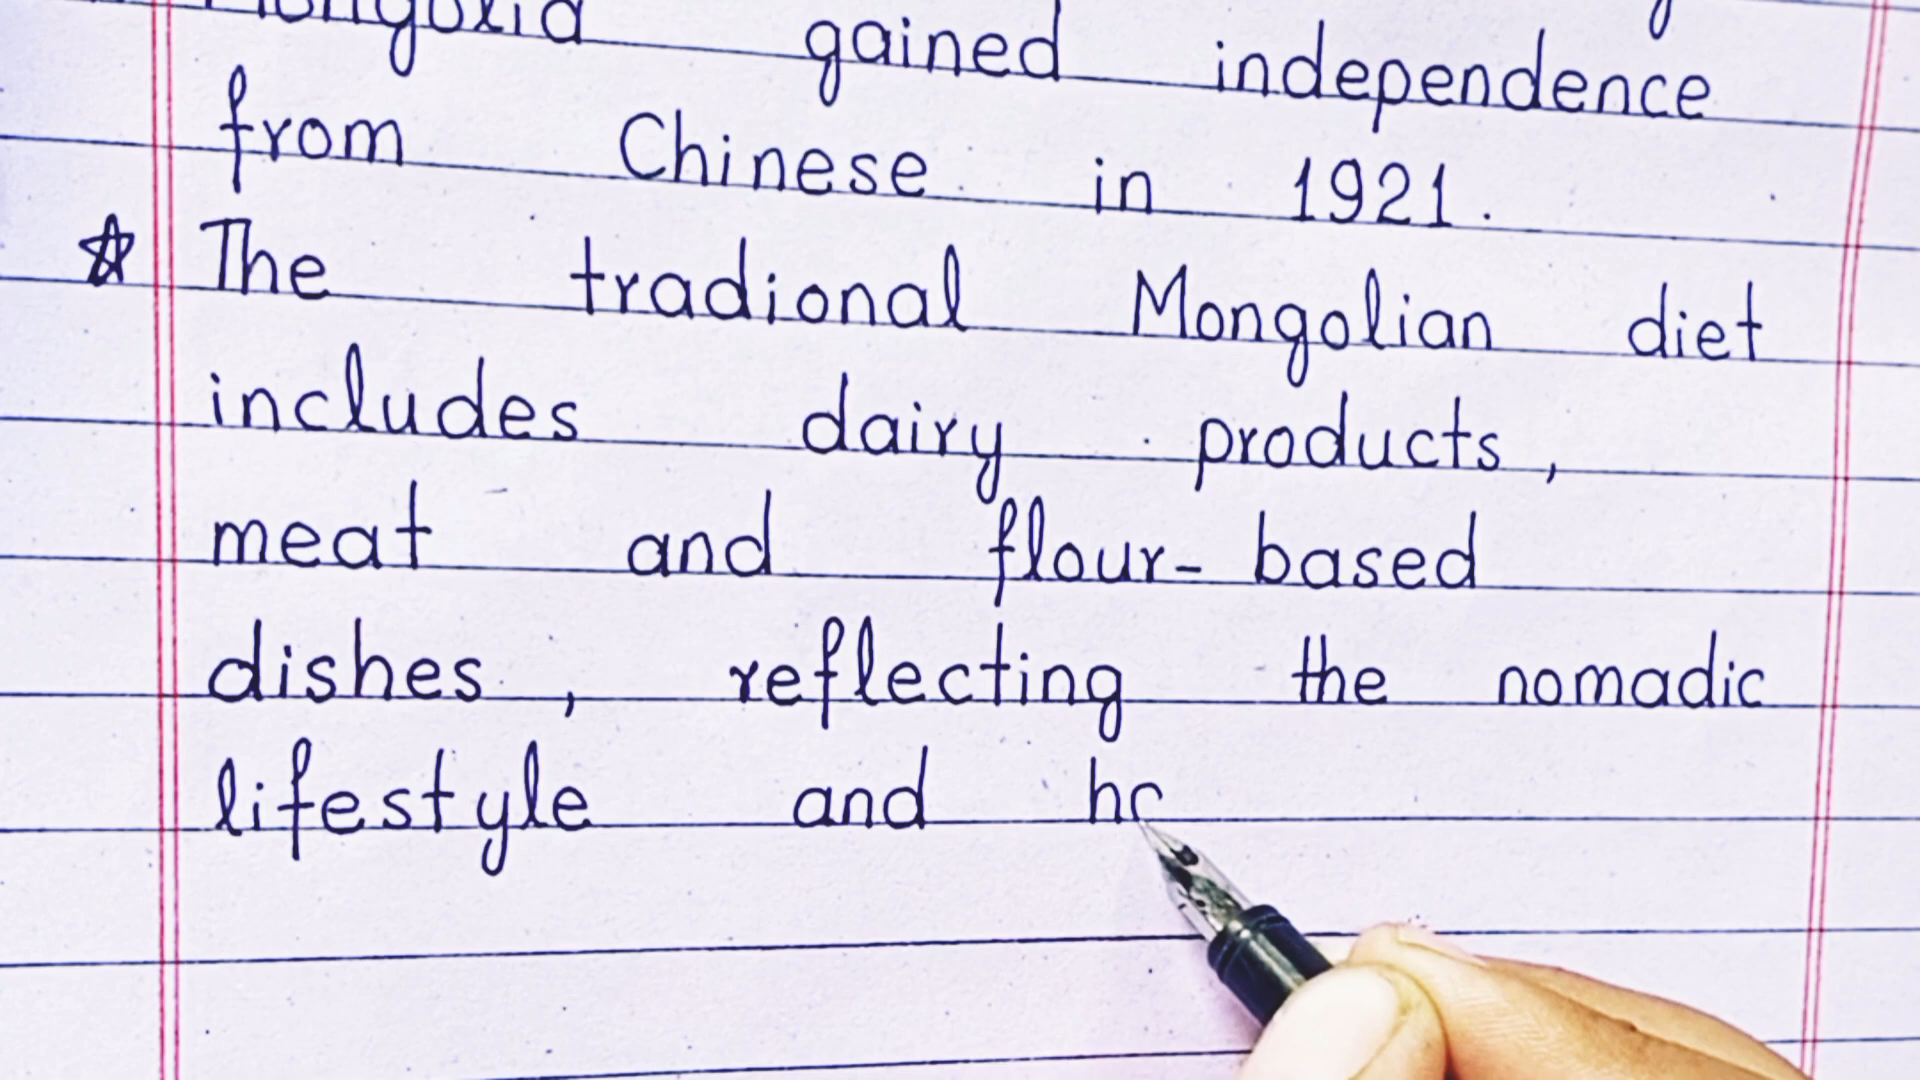 Mongolia gained independence
from Chinese in 1921.
☆ The tradional Mongolian diet
includes dairy products,
meat and flour-based
dishes, reflecting the nomadic
lifestyle and